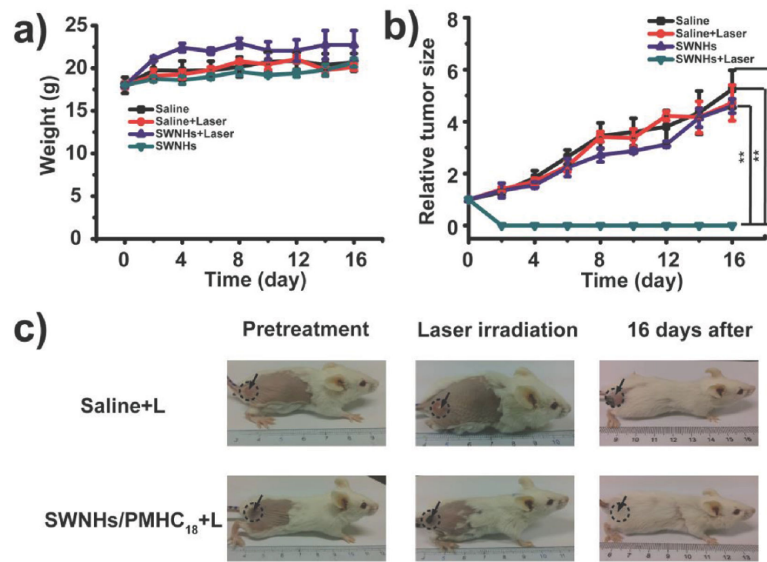 a)
Weight (g)
25
20
15
10
5
0
Saline
Saline+Laser
SWNHs+Laser
SWNHs
0 4 8 12 16
Time (day)
b)
Relative tumor size
8
6
4
2
0
Saline
Saline+Laser
SWNHs
SWNHs+Laser
**
**
0 4 8 12 16
Time (day)
c)
Pretreatment Laser irradiation 16 days after
Saline+L
SWNHs/PMHC₁₈+L